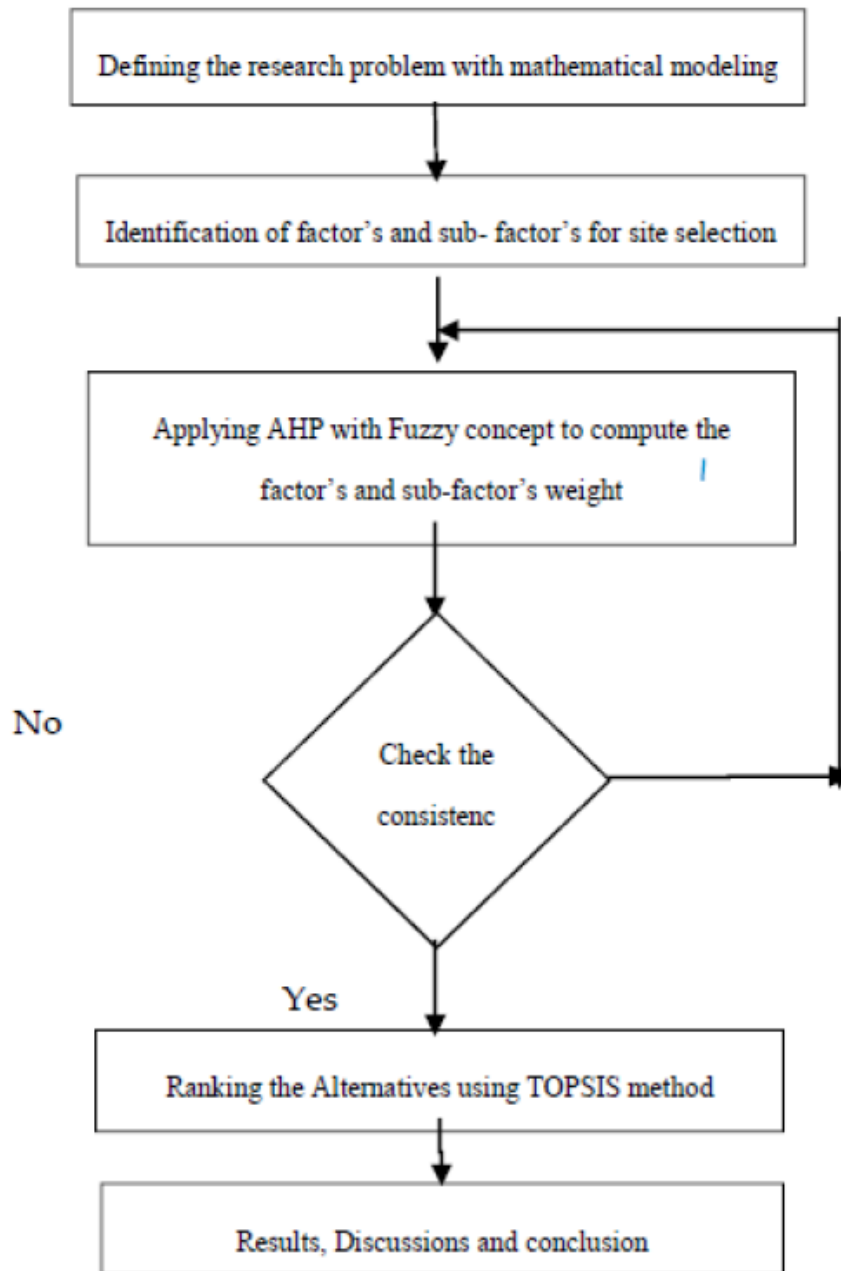 Defining the research problem with mathematical modeling
Identification of factor's and sub- factor's for site selection
Applying AHP with Fuzzy concept to compute the
factor's and sub-factor's weight
No
Check the
consistenc
Yes
Ranking the Alternatives using TOPSIS method
Results, Discussions and conclusion